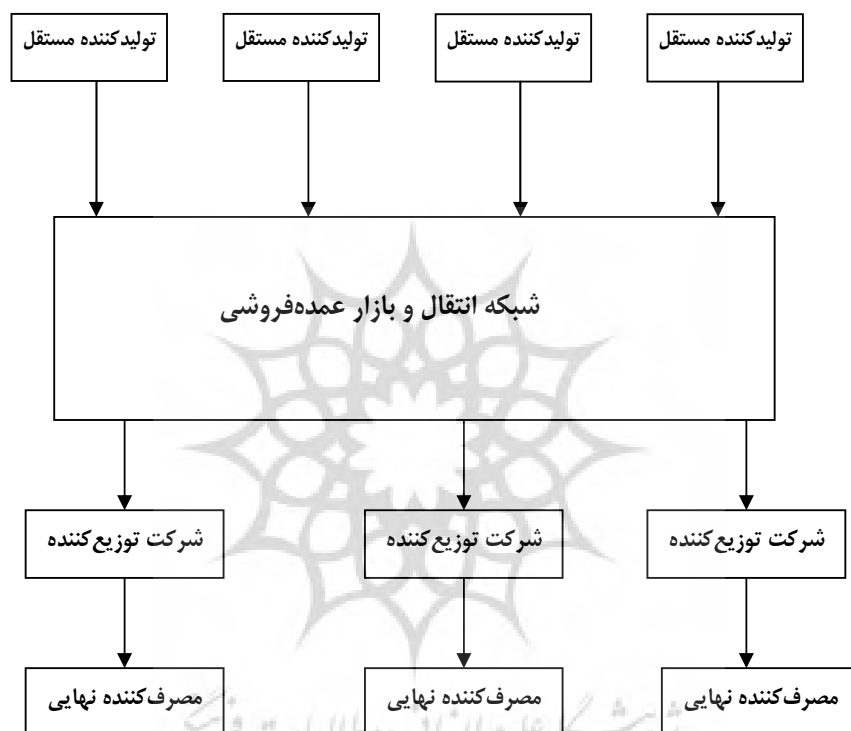 تولیدکننده مستقل
تولیدکننده مستقل
تولیدکننده مستقل
تولیدکننده مستقل
شبکه انتقال و بازار عمده‌فروشی
شرکت توزیع‌کننده
شرکت توزیع‌کننده
شرکت توزیع‌کننده
مصرف‌کننده نهایی
مصرف‌کننده نهایی
مصرف‌کننده نهایی